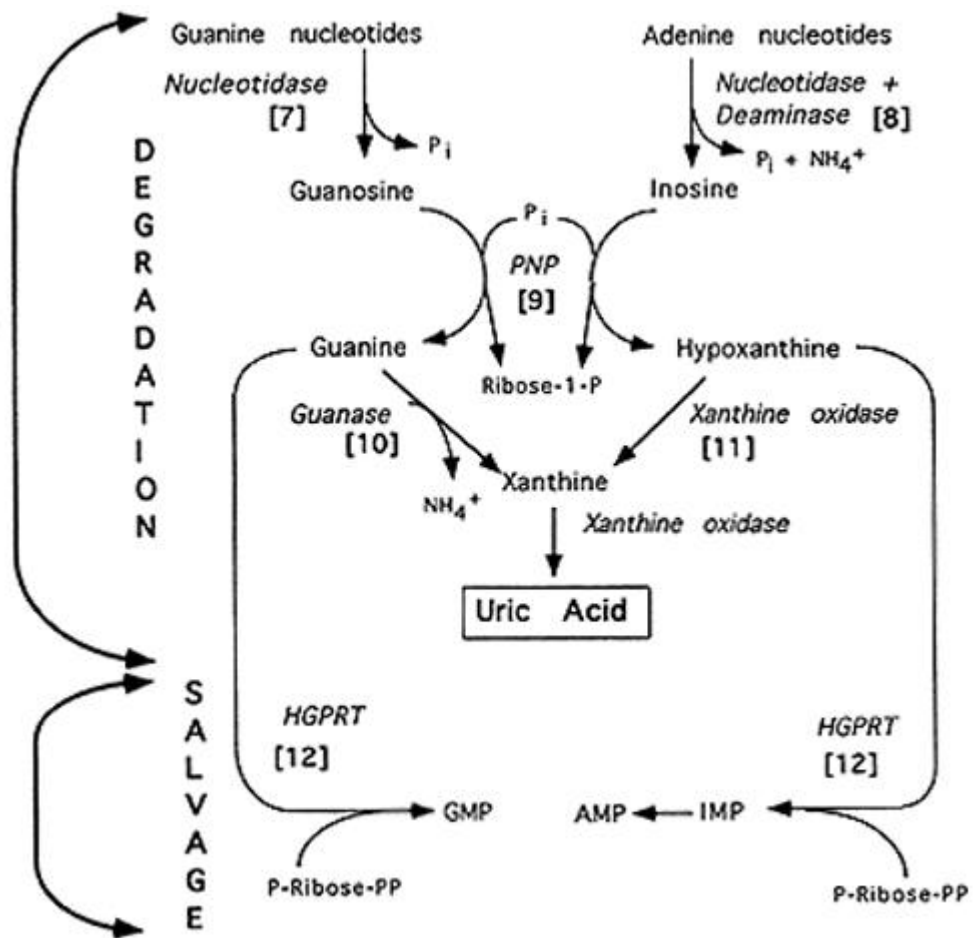 Guanine nucleotides
Adenine nucleotides
Nucleotidase
[7]
Nucleotidase +
Deaminase [8]
Pi
Pi + NH4+
DEGRADATION
Guanosine
Inosine
Pi
PNP
[9]
Guanine
Hypoxanthine
Ribose-1-P
Guanase
[10]
Xanthine oxidase
[11]
NH4+
Xanthine
Xanthine oxidase
Uric Acid
SALVAGE
HGPRT
[12]
HGPRT
[12]
GMP
AMP
IMP
P-Ribose-PP
P-Ribose-PP